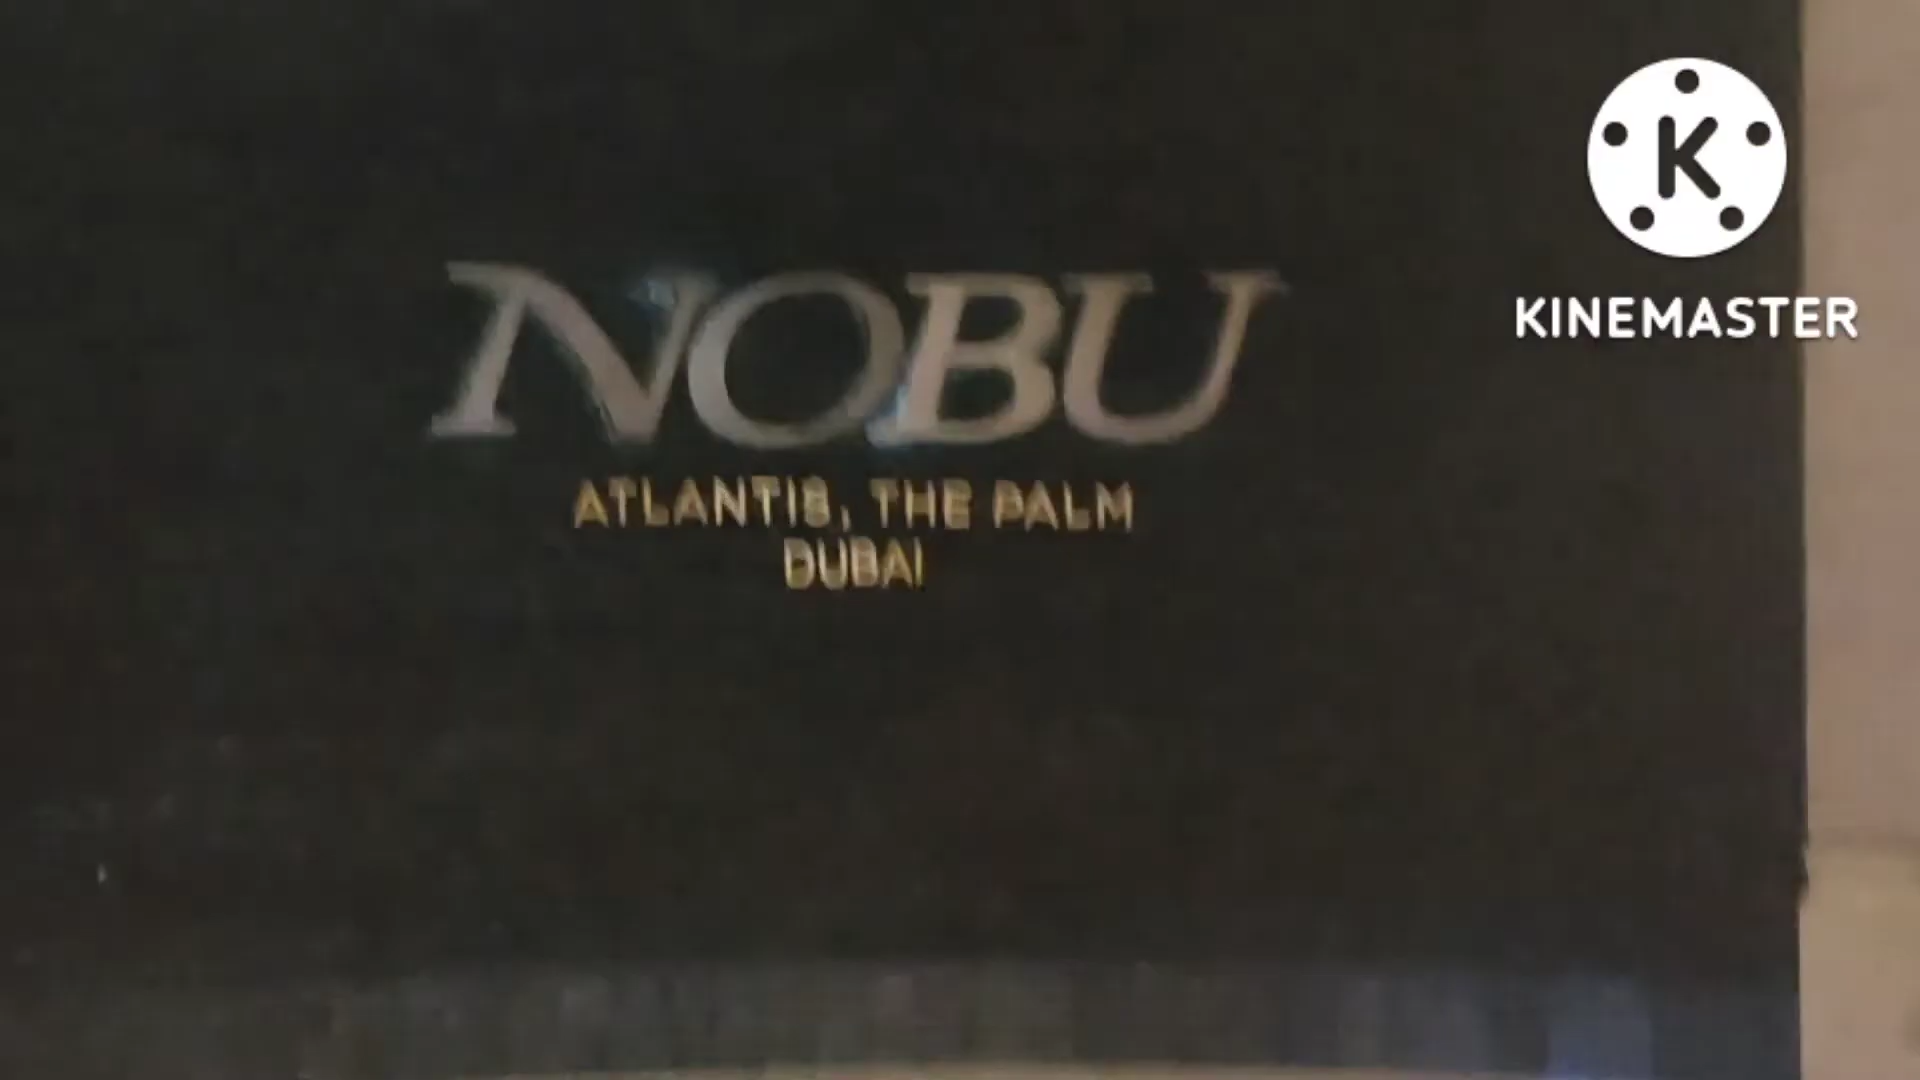 NOBU
ATLANTIS, THE PALM
DUBAI
K
KINEMASTER